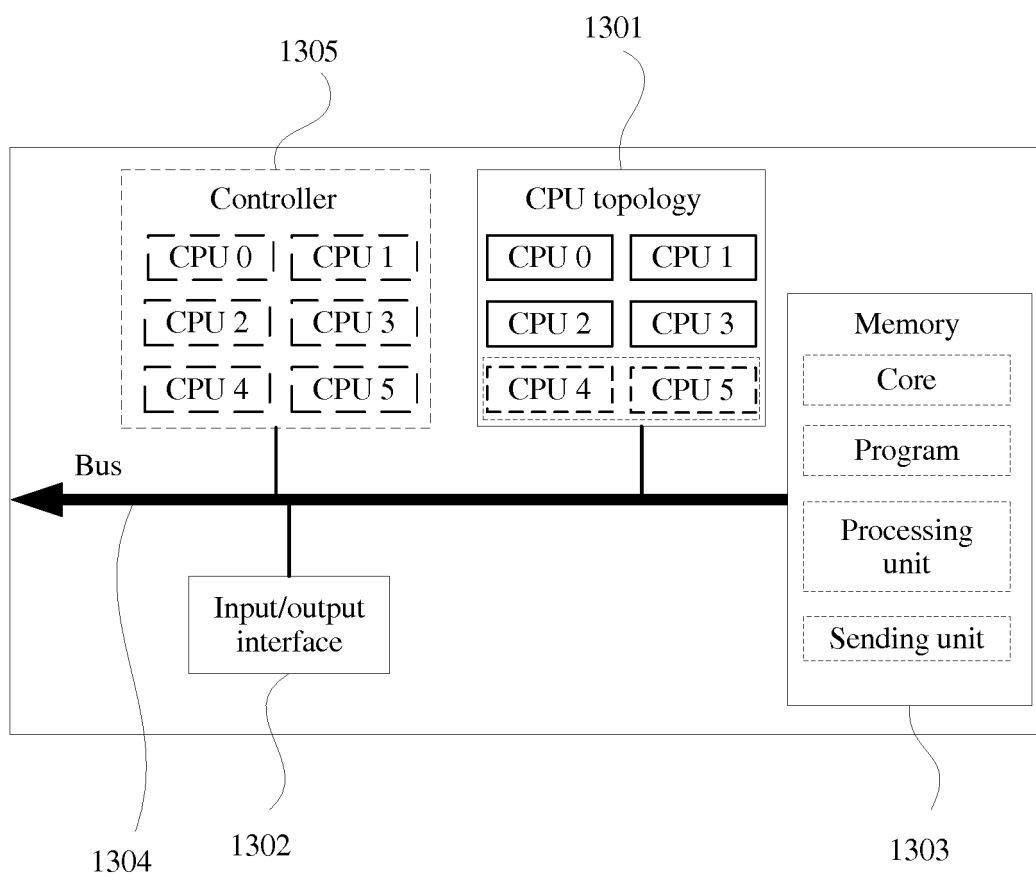 1305
1301
Controller
CPU 0
CPU 1
CPU 2
CPU 3
CPU 4
CPU 5
CPU topology
CPU 0
CPU 1
CPU 2
CPU 3
CPU 4
CPU 5
Memory
Core
Program
Processing
unit
Sending unit
Bus
Input/output
interface
1304
1302
1303